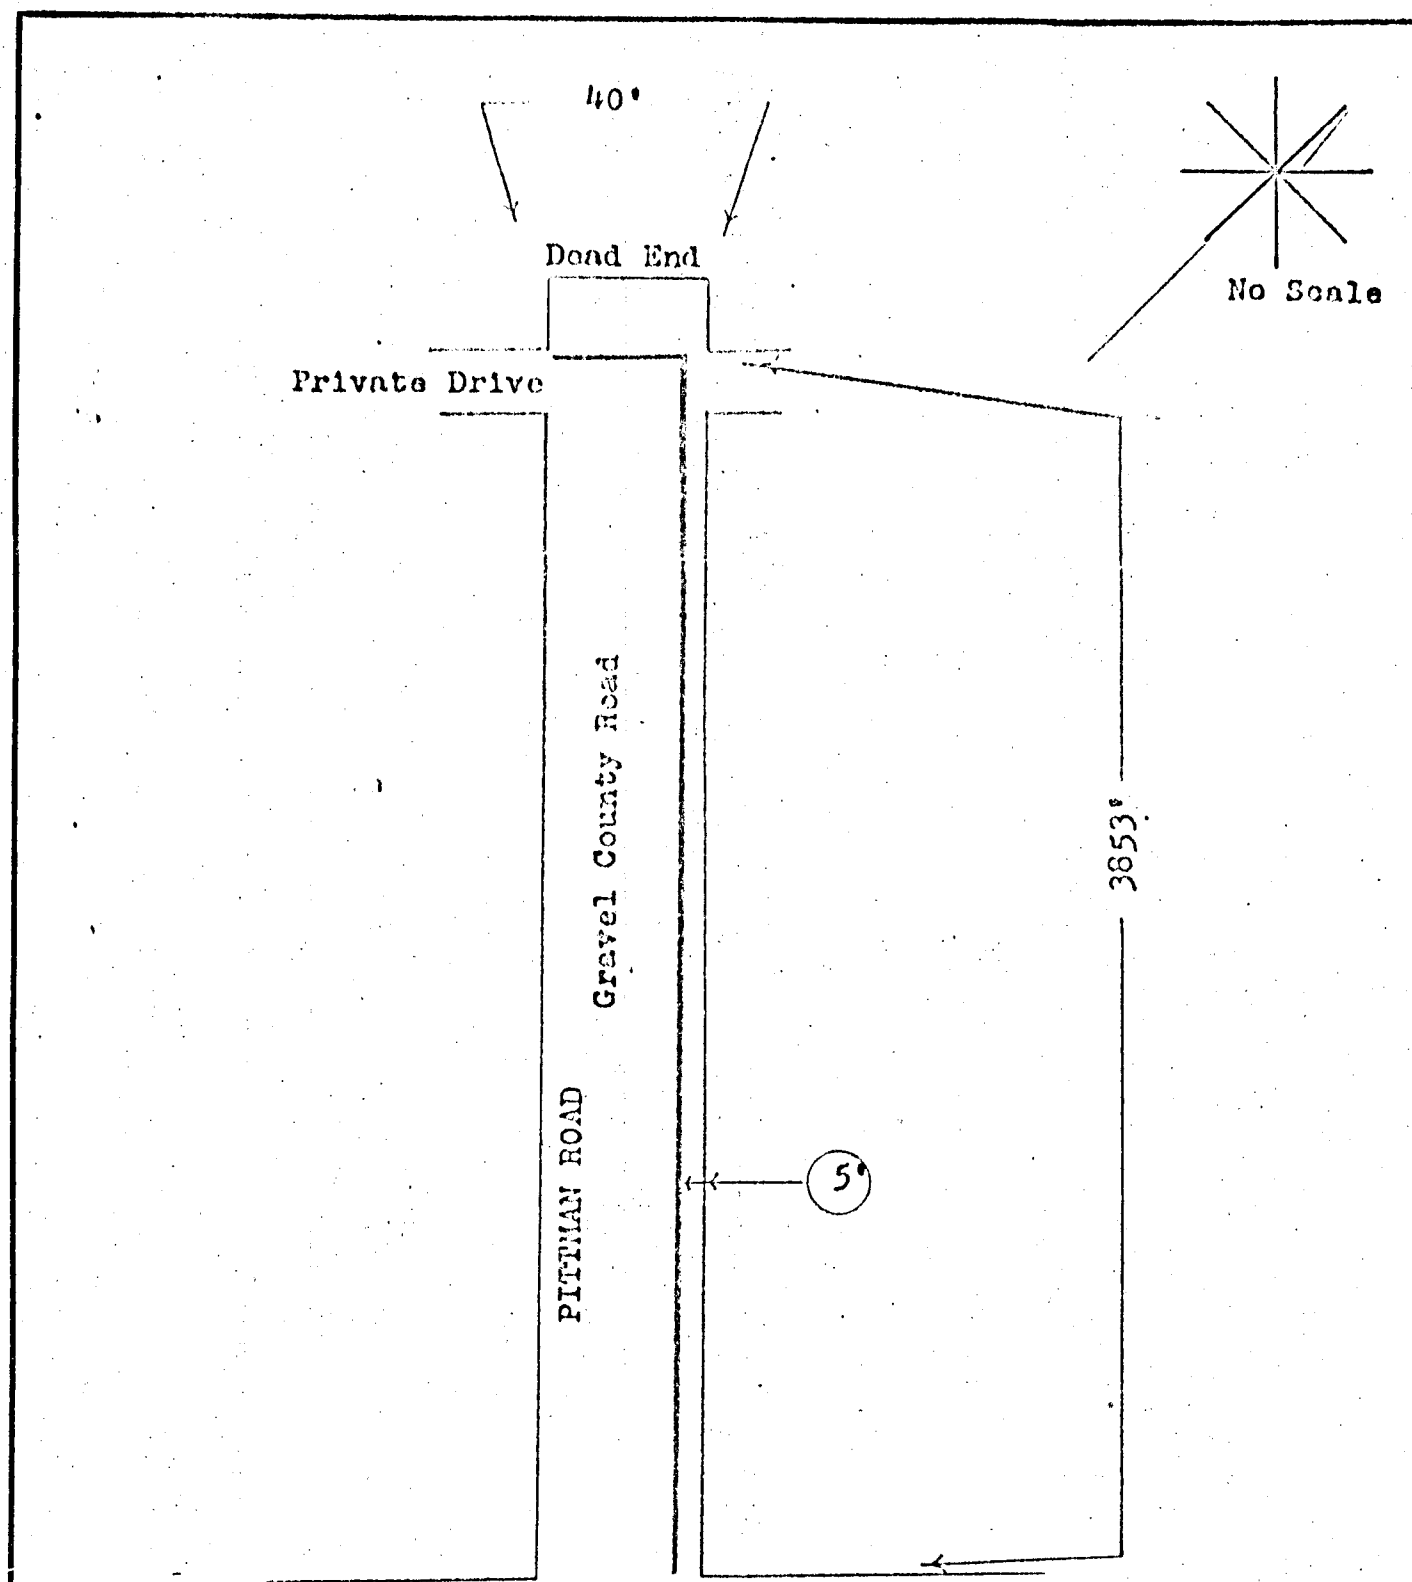 40'
Dead End
No Scale
Private Drive
Gravel County Road
3853'
PITTMAN ROAD
5'